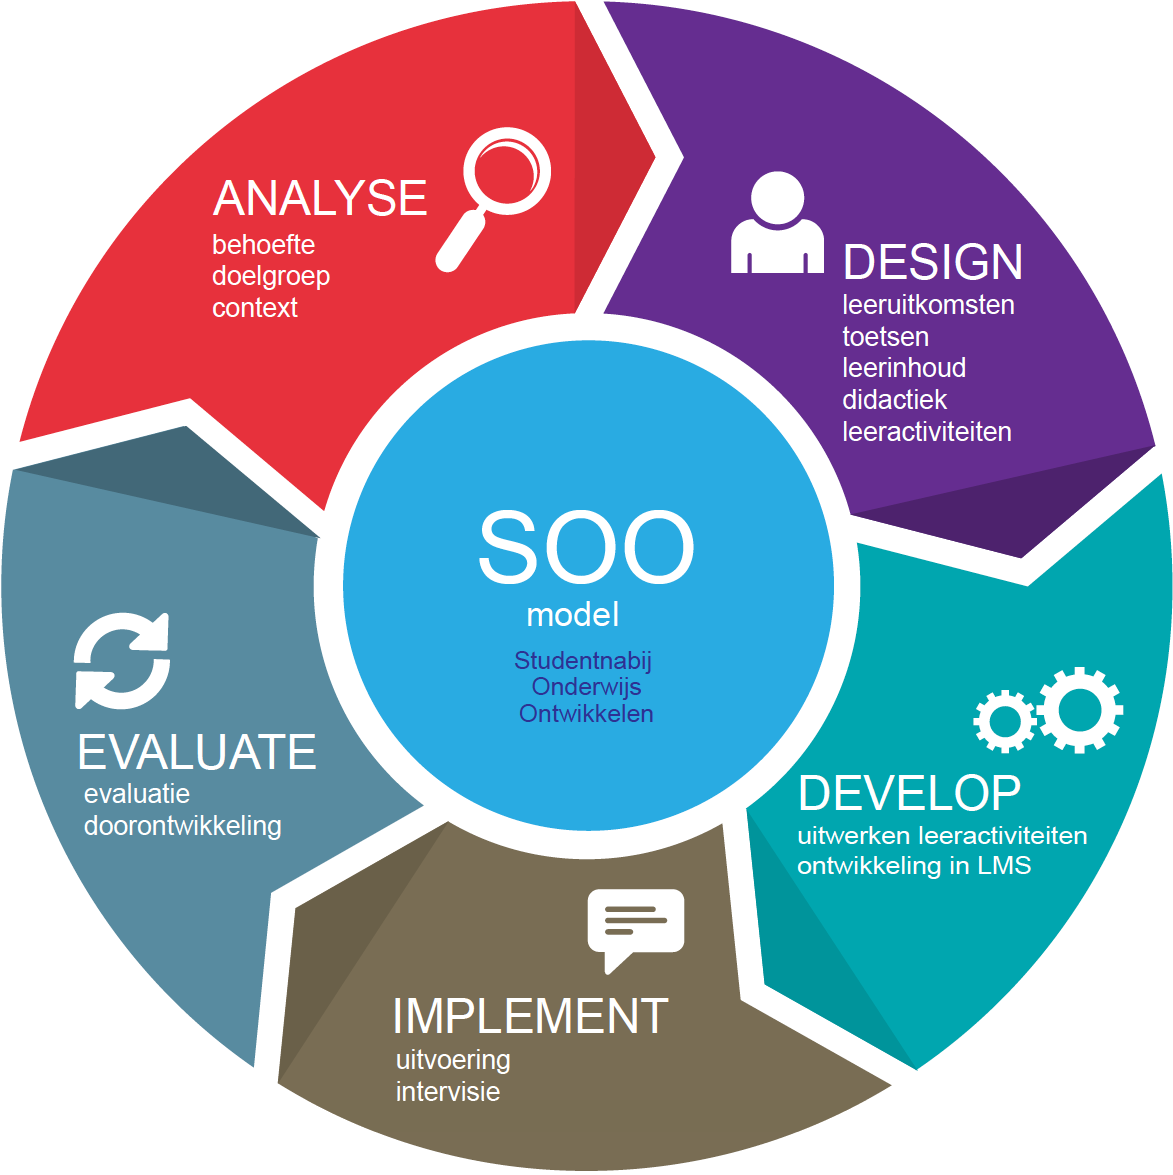 ANALYSE
behoefte
doelgroep
context
DESIGN
leeruitkomsten
toetsen
leerinhoud
didactiek
leeractiviteiten
DEVELOP
uitwerken leeractiviteiten
ontwikkeling in LMS
IMPLEMENT
uitvoering
intervisie
EVALUATE
evaluatie
doorontwikkeling
SOO
model
Studentnabij
Onderwijs
Ontwikkelen